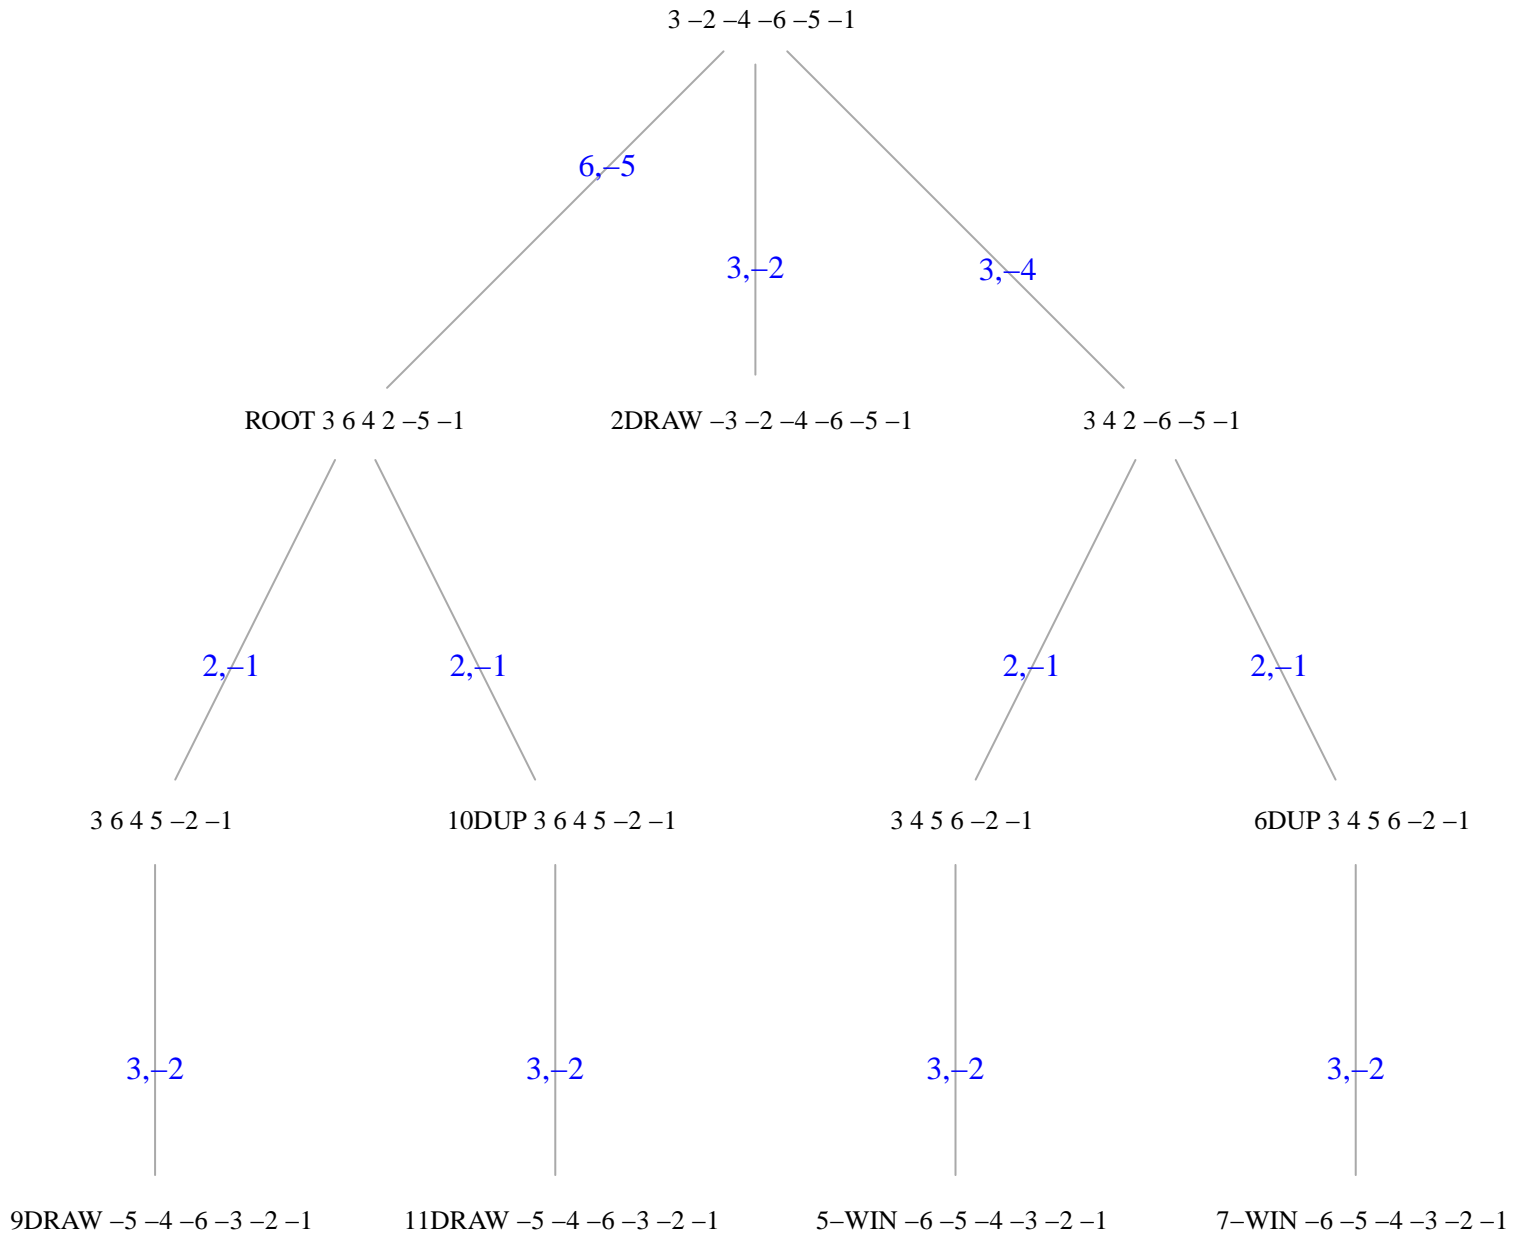 3 –2 –4 –6 –5 –1
6,–5
3,–2
3,–4
ROOT 3 6 4 2 –5 –1
2DRAW –3 –2 –4 –6 –5 –1
3 4 2 –6 –5 –1
2,–1
2,–1
2,–1
2,–1
3 6 4 5 –2 –1
10DUP 3 6 4 5 –2 –1
3 4 5 6 –2 –1
6DUP 3 4 5 6 –2 –1
3,–2
3,–2
3,–2
3,–2
9DRAW –5 –4 –6 –3 –2 –1
11DRAW –5 –4 –6 –3 –2 –1
5–WIN –6 –5 –4 –3 –2 –1
7–WIN –6 –5 –4 –3 –2 –1